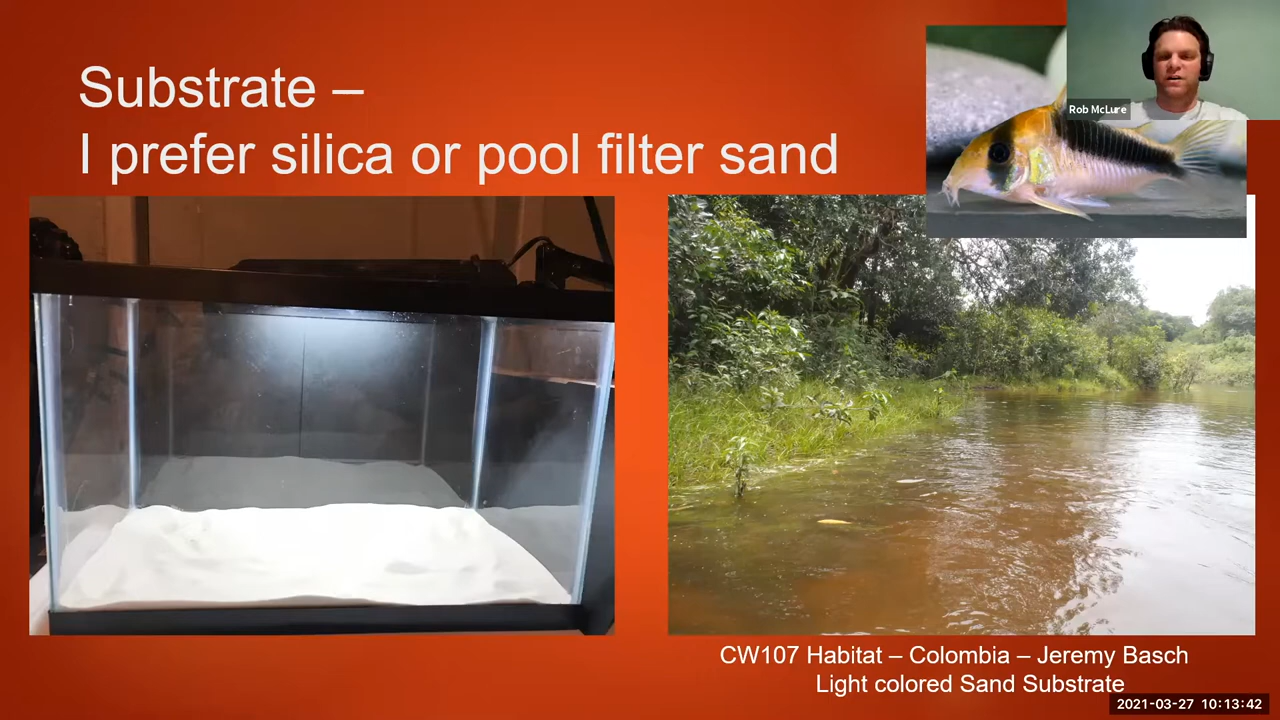 Substrate –
I prefer silica or pool filter sand
Rob McLure
CW107 Habitat – Colombia – Jeremy Basch
Light colored Sand Substrate
2021-03-27 10:13:42